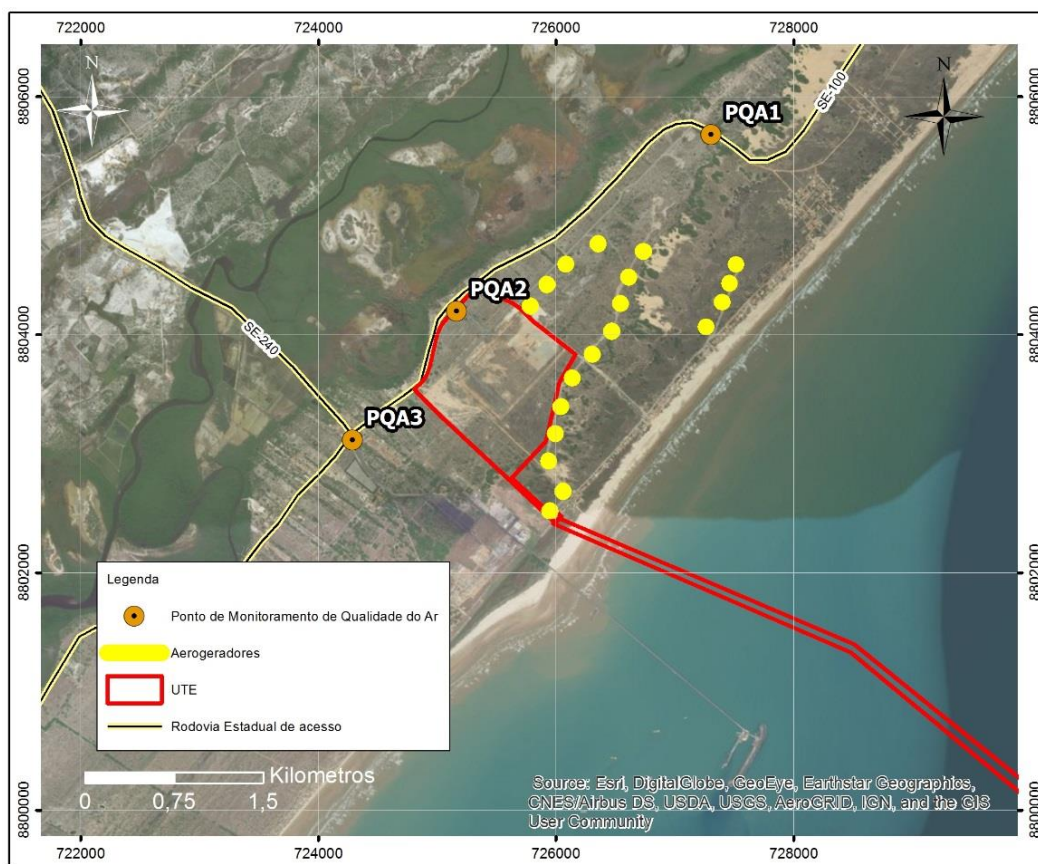 722000 724000 726000 728000
N
N
8806000
8806000
SE-100
PQA1
PQA2
8804000
8804000
SE-240
PQA3
8802000
8802000
Legenda
Ponto de Monitoramento de Qualidade do Ar
Aerogeradores
UTE
Rodovia Estadual de acesso
Kilometros
0 0,75 1,5
Source: Esri, DigitalGlobe, GeoEye, Earthstar Geographics,
CNES/Airbus DS, USDA, USGS, AeroGRID, IGN, and the GIS
User Community
8800000
8800000
722000 724000 726000 728000